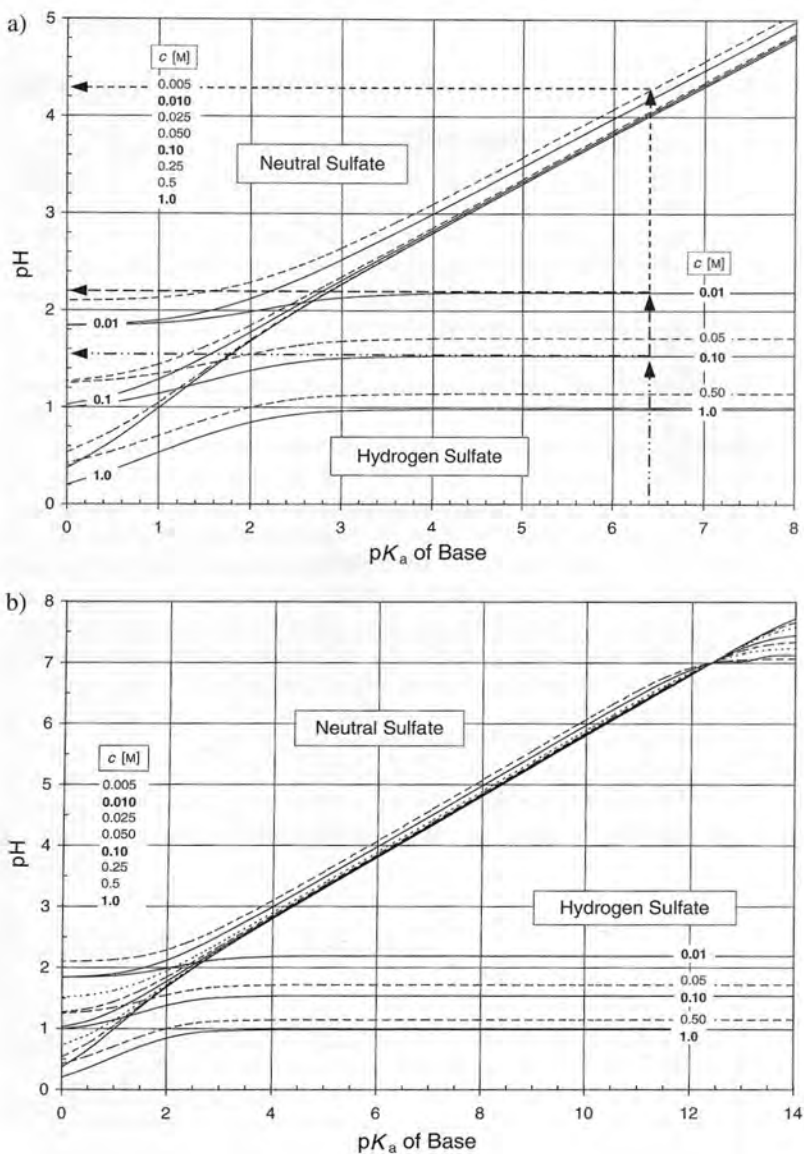 a)
5
4
3
2
1
0
pH
c [M]
0.005
0.010
0.025
0.050
0.10
0.25
0.5
1.0
Neutral Sulfate
c [M]
0.01
0.05
0.10
0.50
1.0
0.01
0.1
1.0
Hydrogen Sulfate
0 1 2 3 4 5 6 7 8
pKa of Base
b)
8
7
6
5
4
3
2
1
0
pH
Neutral Sulfate
c [M]
0.005
0.010
0.025
0.050
0.10
0.25
0.5
1.0
Hydrogen Sulfate
0.01
0.05
0.10
0.50
1.0
0 2 4 6 8 10 12 14
pKa of Base